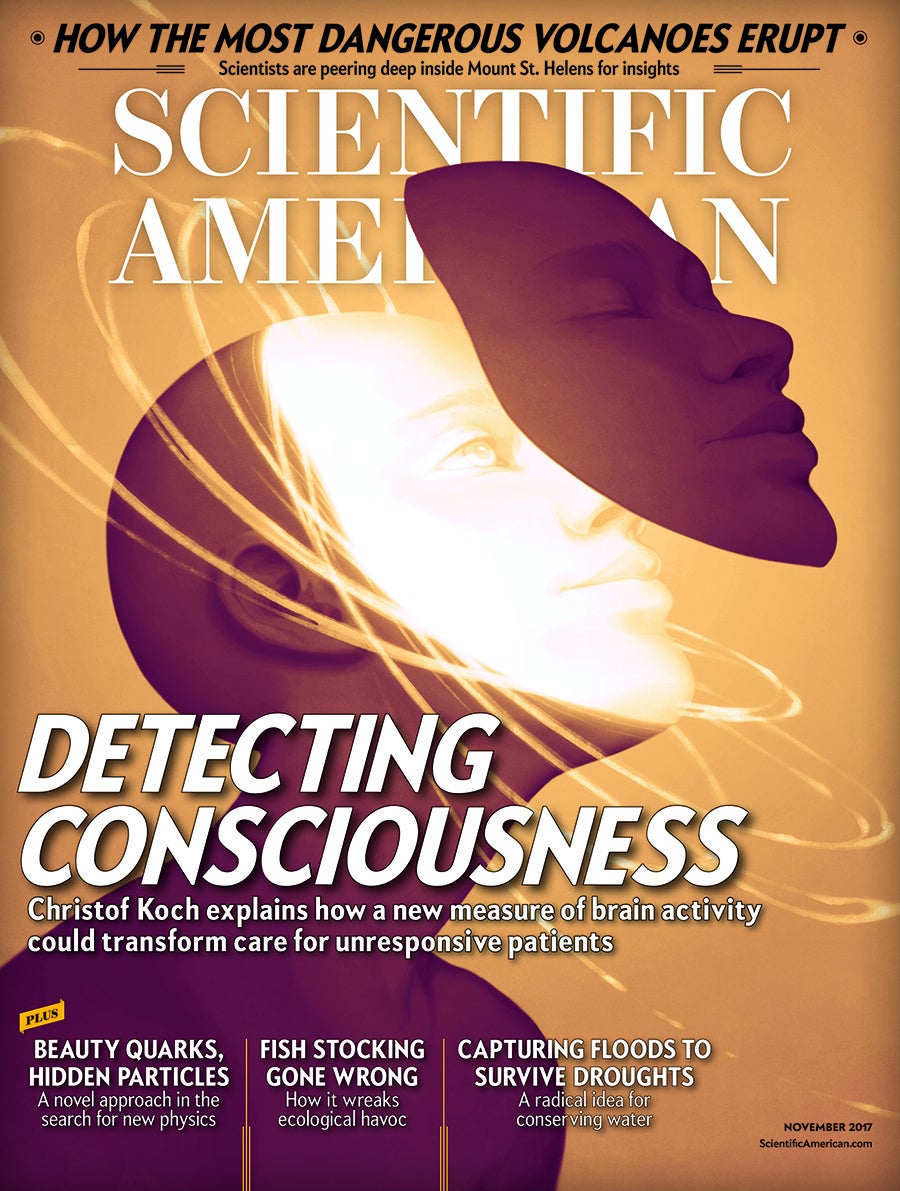 HOW THE MOST DANGEROUS VOLCANOES ERUPT
Scientists are peering deep inside Mount St. Helens for insights
SCIENTIFIC
AMERICAN
DETECTING
CONSCIOUSNESS
Christof Koch explains how a new measure of brain activity
could transform care for unresponsive patients
PLUS
BEAUTY QUARKS,
HIDDEN PARTICLES
A novel approach in the
search for new physics
FISH STOCKING
GONE WRONG
How it wreaks
ecological havoc
CAPTURING FLOODS TO
SURVIVE DROUGHTS
A radical idea for
conserving water
NOVEMBER 2017
ScientificAmerican.com